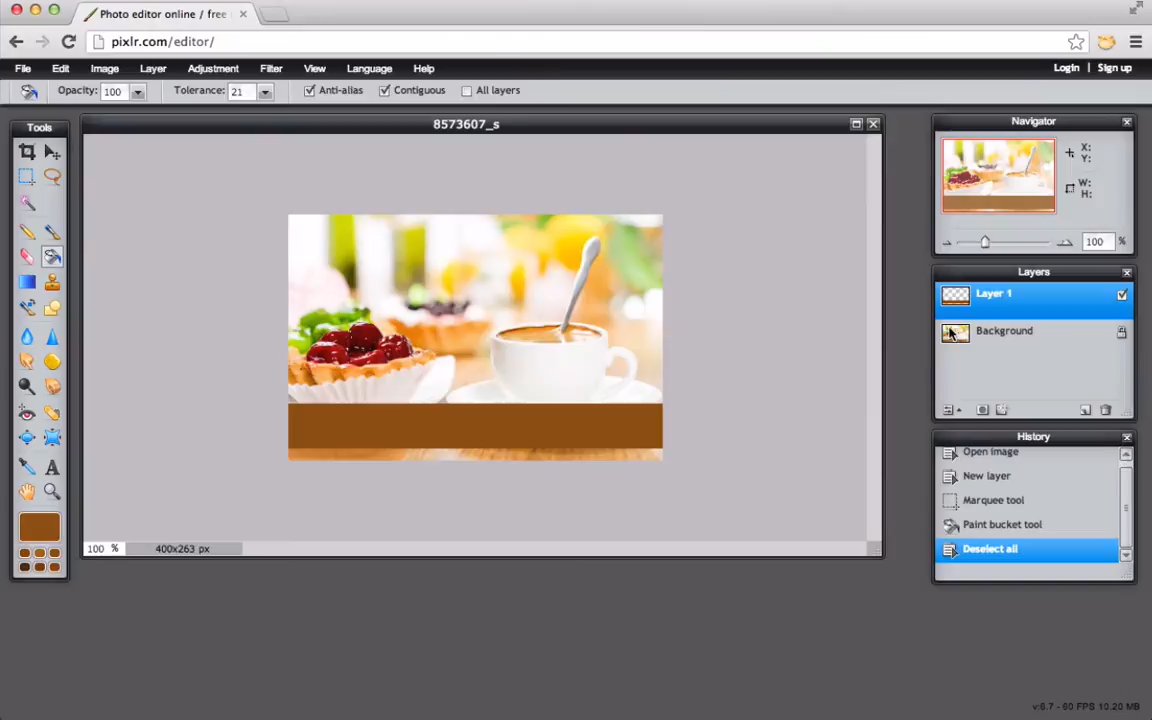 Photo editor online / free
pixlr.com/editor/
File Edit Image Layer Adjustment Filter View Language Help Login | Sign up
Opacity: 100 Tolerance: 21 Anti-alias Contiguous All layers
Tools
8573607_s
Navigator
X:
Y:
W:
H:
100 %
Layers
Layer 1
Background
History
Open image
New layer
Marquee tool
Paint bucket tool
Deselect all
100 % 400x263 px
v:6.7 - 60 FPS 10.20 MB